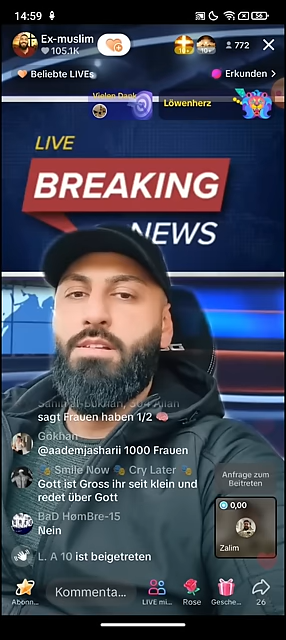 14:59
56
Ex-muslim
105.1K
10+
772
Beliebte LIVEs
Erkunden >
Vielen Dank
Löwenherz
LIVE
BREAKING
NEWS
sagt Frauen haben 1/2
Gökhan
@aademjasharii 1000 Frauen
Smile Now Cry Later
Gott ist Gross ihr seit klein und
redet über Gott
Anfrage zum
Beitreten
BaD HømBre-15
Nein
0,00
Zalim
L. A 10 ist beigetreten
Kommenta...
Abonn...
LIVE mi...
Rose
Gesche...
26